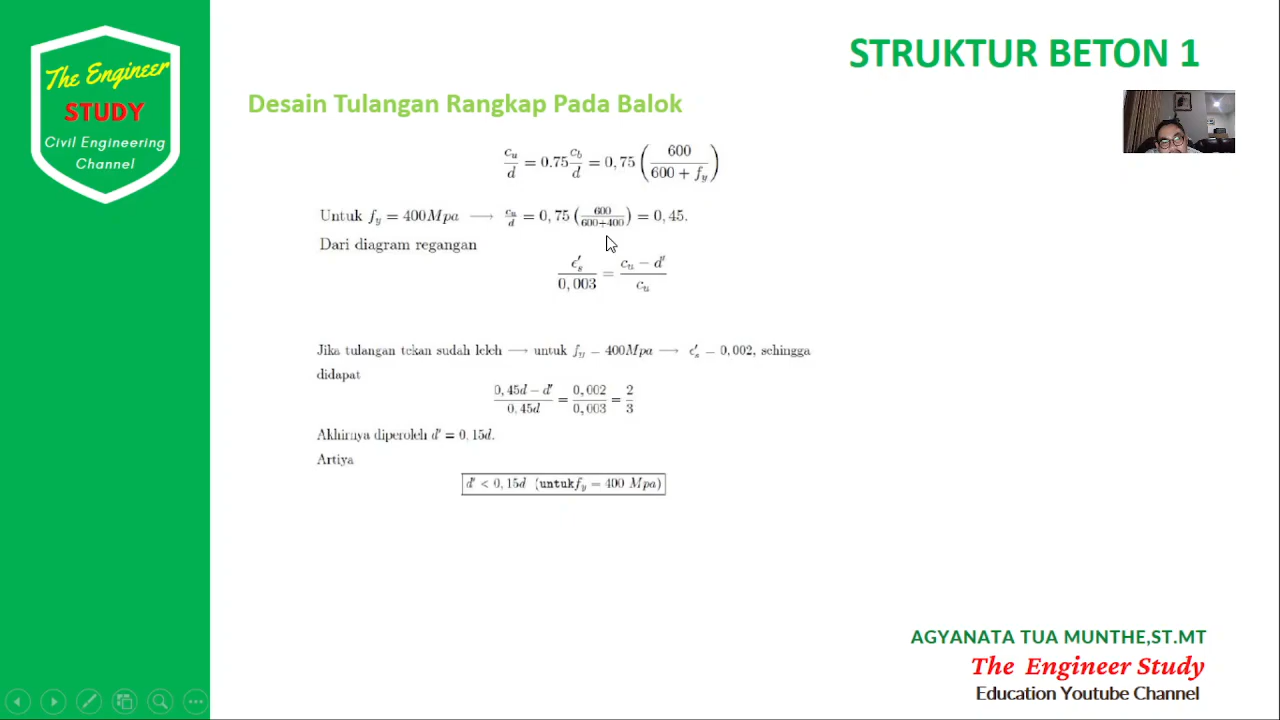 The Engineer
STUDY
Civil Engineering
Channel
STRUKTUR BETON 1
Desain Tulangan Rangkap Pada Balok
c_u/d = 0.75 c_b/d = 0,75 (600/(600 + f_y))
Untuk f_y = 400Mpa ⟶ c_u/d = 0,75 (600/(600+400)) = 0,45.
Dari diagram regangan
ϵ′_s/0,003 = (c_u − d′)/c_u
Jika tulangan tekan sudah leleh ⟶ untuk f_y = 400Mpa ⟶ ϵ′_s = 0,002, sehingga
didapat
(0,45d − d′)/0,45d = 0,002/0,003 = 2/3
Akhirnya diperoleh d′ = 0,15d.
Artiya
d′ < 0,15d (untukf_y = 400 Mpa)
AGYANATA TUA MUNTHE,ST.MT
The Engineer Study
Education Youtube Channel